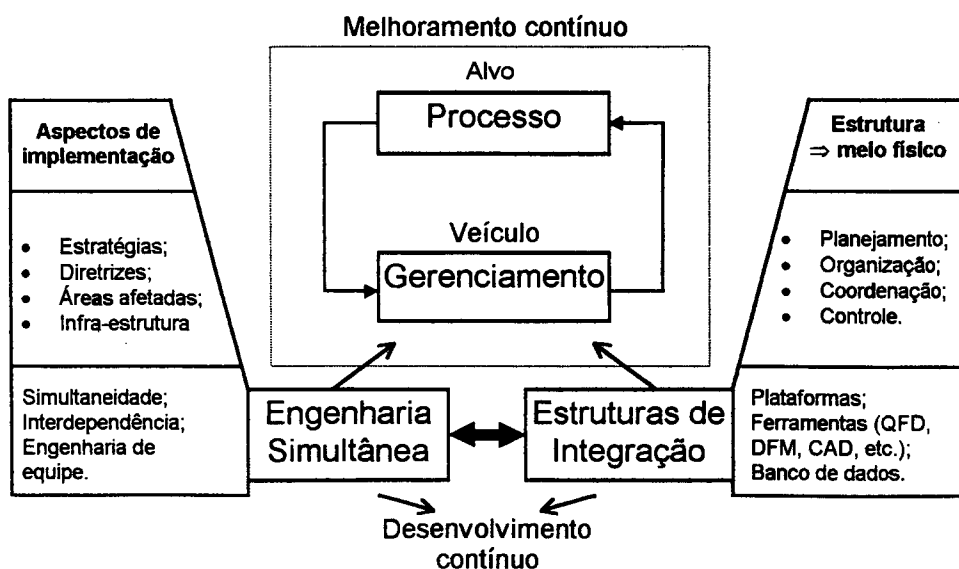 Melhoramento contínuo
Alvo
Processo
Veículo
Gerenciamento
Aspectos de
implementação
• Estratégias;
• Diretrizes;
• Áreas afetadas;
• Infra-estrutura
Simultaneidade;
Interdependência;
Engenharia de
equipe.
Engenharia
Simultânea
Estruturas de
Integração
Estrutura
⇒ meio físico
• Planejamento;
• Organização;
• Coordenação;
• Controle.
Plataformas;
Ferramentas (QFD,
DFM, CAD, etc.);
Banco de dados.
Desenvolvimento
contínuo